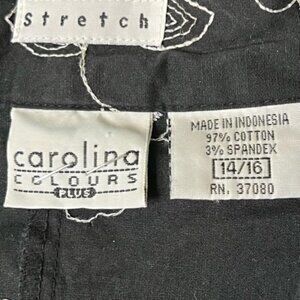 stretch
carolina
COLOURS
PLUS
MADE IN INDONESIA
97% COTTON
3% SPANDEX
14/16
RN. 37080